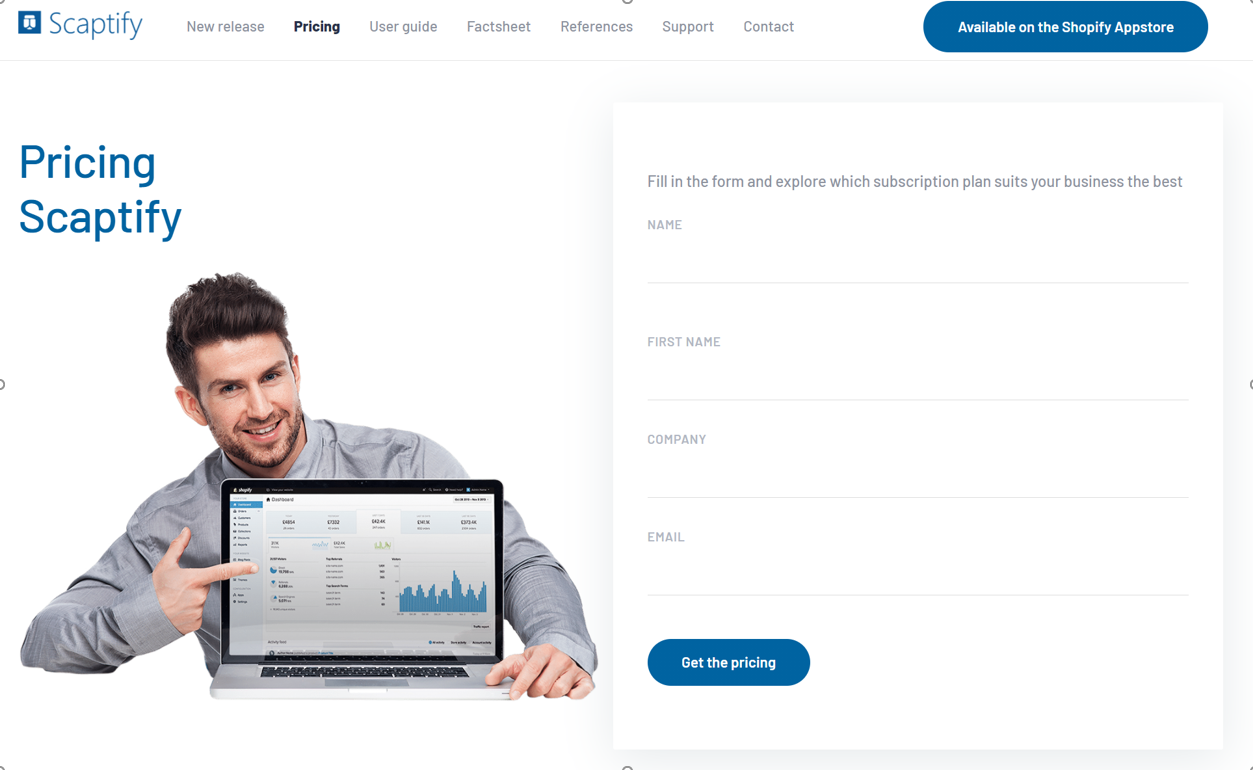 Scaptify
New release
Pricing
User guide
Factsheet
References
Support
Contact
Available on the Shopify Appstore
Pricing
Scaptify
Fill in the form and explore which subscription plan suits your business the best
NAME
FIRST NAME
COMPANY
EMAIL
Get the pricing
shopify
Dashboard